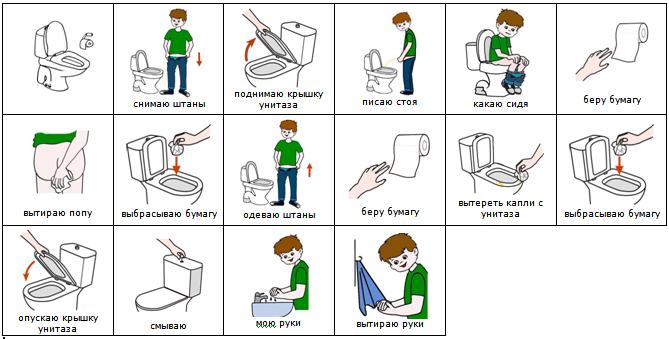 снимаю штаны
поднимаю крышку
унитаза
писаю стоя
какаю сидя
беру бумагу
вытираю попу
выбрасываю бумагу
одеваю штаны
беру бумагу
вытереть капли с
унитаза
выбрасываю бумагу
опускаю крышку
унитаза
смываю
мою руки
вытираю руки